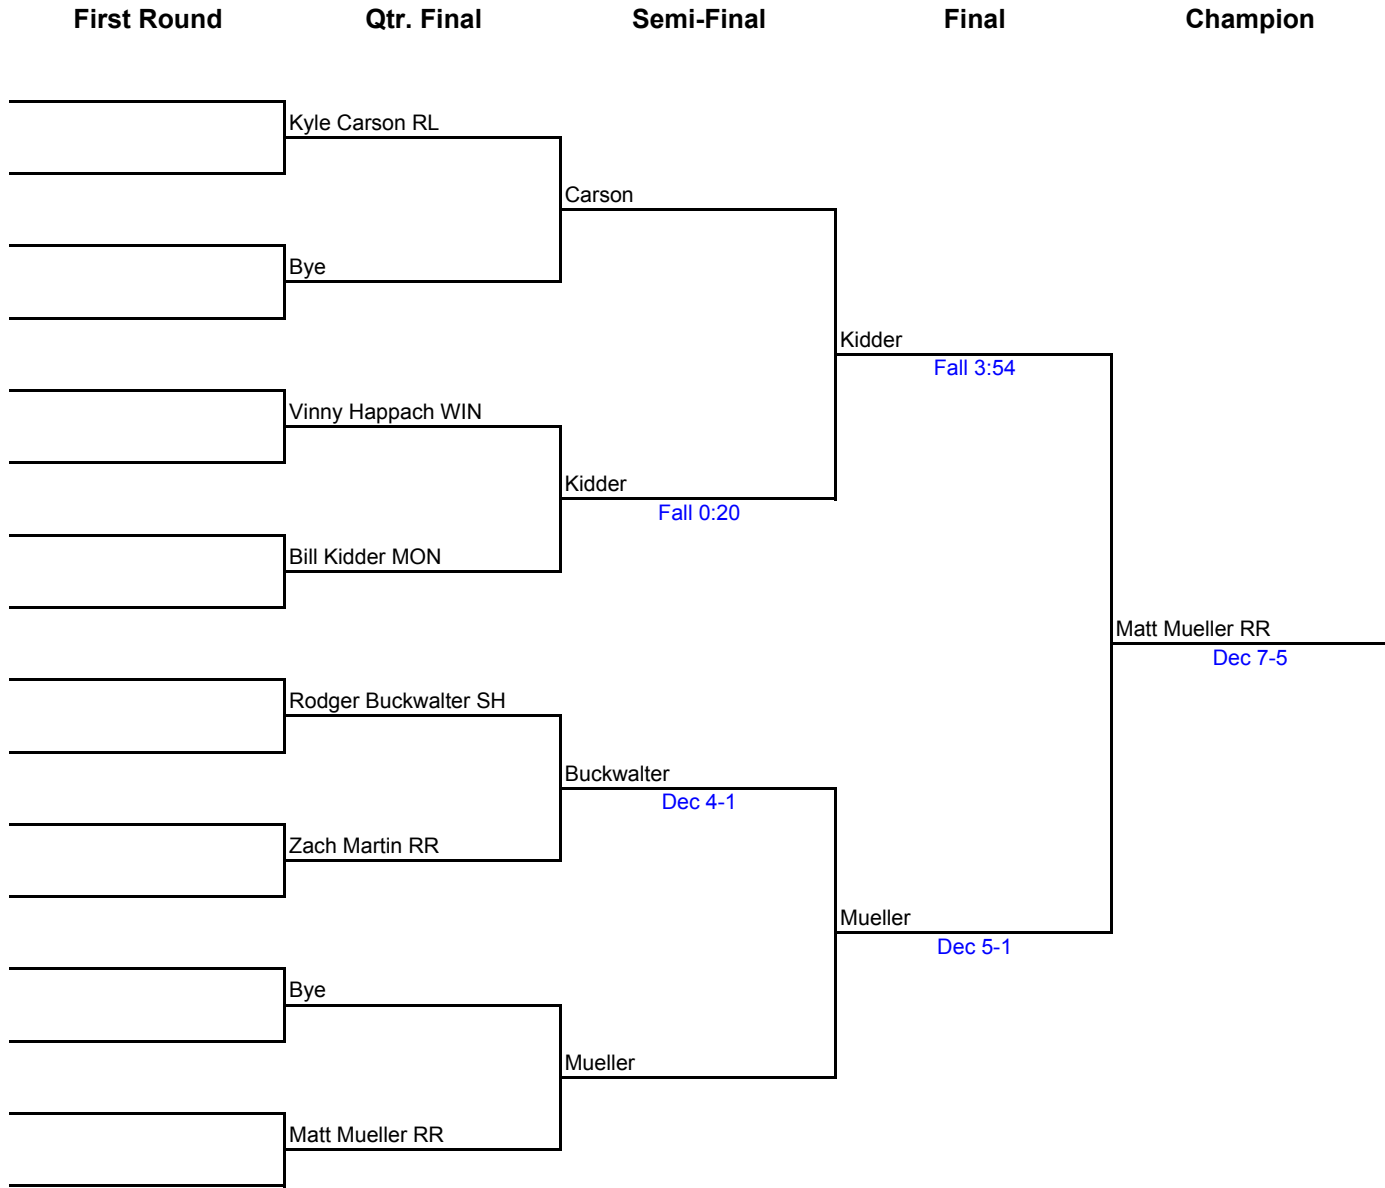 First Round Qtr. Final Semi-Final Final Champion
Kyle Carson RL
Carson
Bye
Kidder
Fall 3:54
Vinny Happach WIN
Kidder
Fall 0:20
Bill Kidder MON
Matt Mueller RR
Dec 7-5
Rodger Buckwalter SH
Buckwalter
Dec 4-1
Zach Martin RR
Mueller
Dec 5-1
Bye
Mueller
Matt Mueller RR